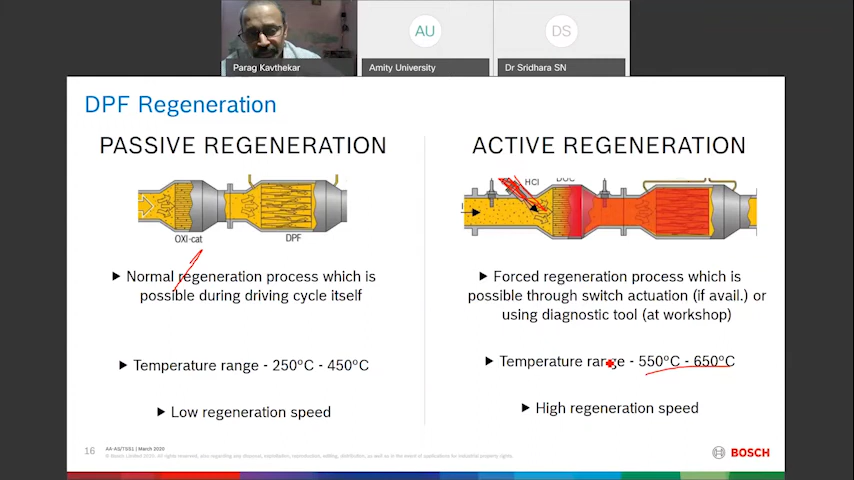 AU
DS
Parag Kavthekar
Amity University
Dr Sridhara SN
DPF Regeneration
PASSIVE REGENERATION
ACTIVE REGENERATION
HCI
DOC
OXI-cat
DPF
Normal regeneration process which is
possible during driving cycle itself
Temperature range - 250°C - 450°C
Low regeneration speed
Forced regeneration process which is
possible through switch actuation (if avail.) or
using diagnostic tool (at workshop)
Temperature range - 550°C - 650°C
High regeneration speed
16
AA-AS/TSS1 | March 2020
© Bosch Limited 2020. All rights reserved, also regarding any disposal, exploitation, reproduction, editing, distribution, as well as in the event of applications for industrial property rights.
BOSCH